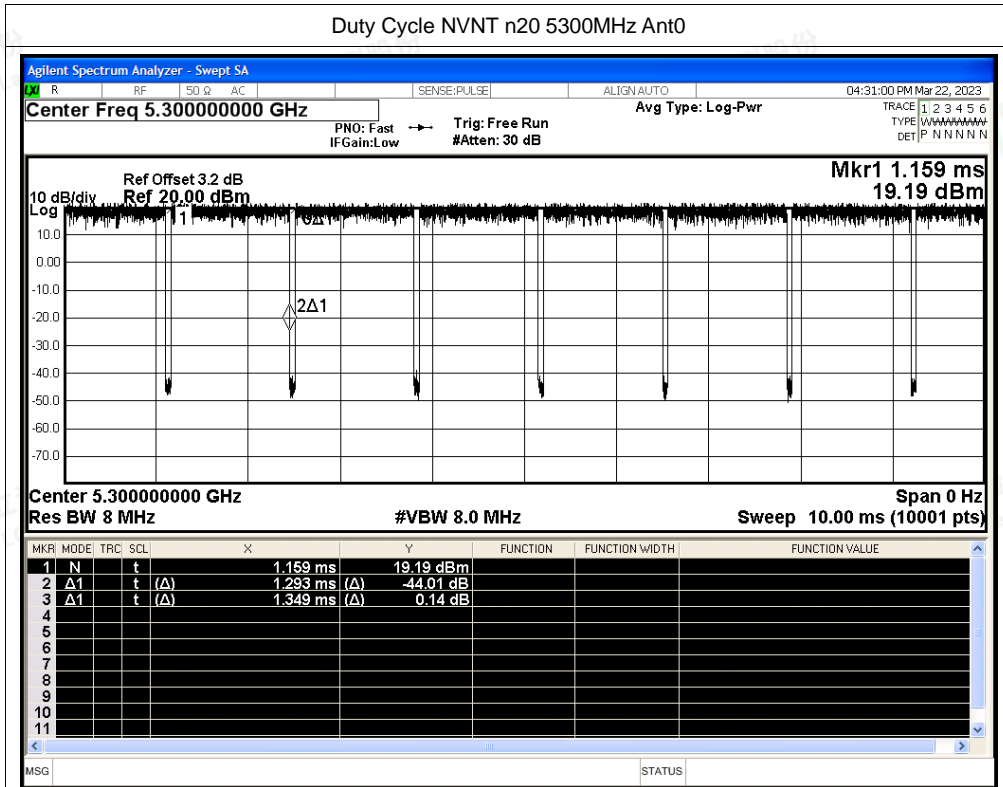 Duty Cycle NVNT n20 5300MHz Ant0
Agilent Spectrum Analyzer - Swept SA
LXI R RF 50 Ω AC SENSE:PULSE ALIGN AUTO 04:31:00 PM Mar 22, 2023
Center Freq 5.300000000 GHz Avg Type: Log-Pwr TRACE 1 2 3 4 5 6
PNO: Fast Trig: Free Run TYPE WWWWWW
IFGain:Low #Atten: 30 dB DET P N N N N N
Mkr1 1.159 ms
Ref Offset 3.2 dB
10 dB/div Ref 20.00 dBm 19.19 dBm
Log
1 3Δ1
10.0
0.00
-10.0
2Δ1
-20.0
-30.0
-40.0
-50.0
-60.0
-70.0
Center 5.300000000 GHz Span 0 Hz
Res BW 8 MHz #VBW 8.0 MHz Sweep 10.00 ms (10001 pts)
MKR MODE TRC SCL X Y FUNCTION FUNCTION WIDTH FUNCTION VALUE
1 N t 1.159 ms 19.19 dBm
2 Δ1 t (Δ) 1.293 ms (Δ) -44.01 dB
3 Δ1 t (Δ) 1.349 ms (Δ) 0.14 dB
4
5
6
7
8
9
10
11
MSG STATUS